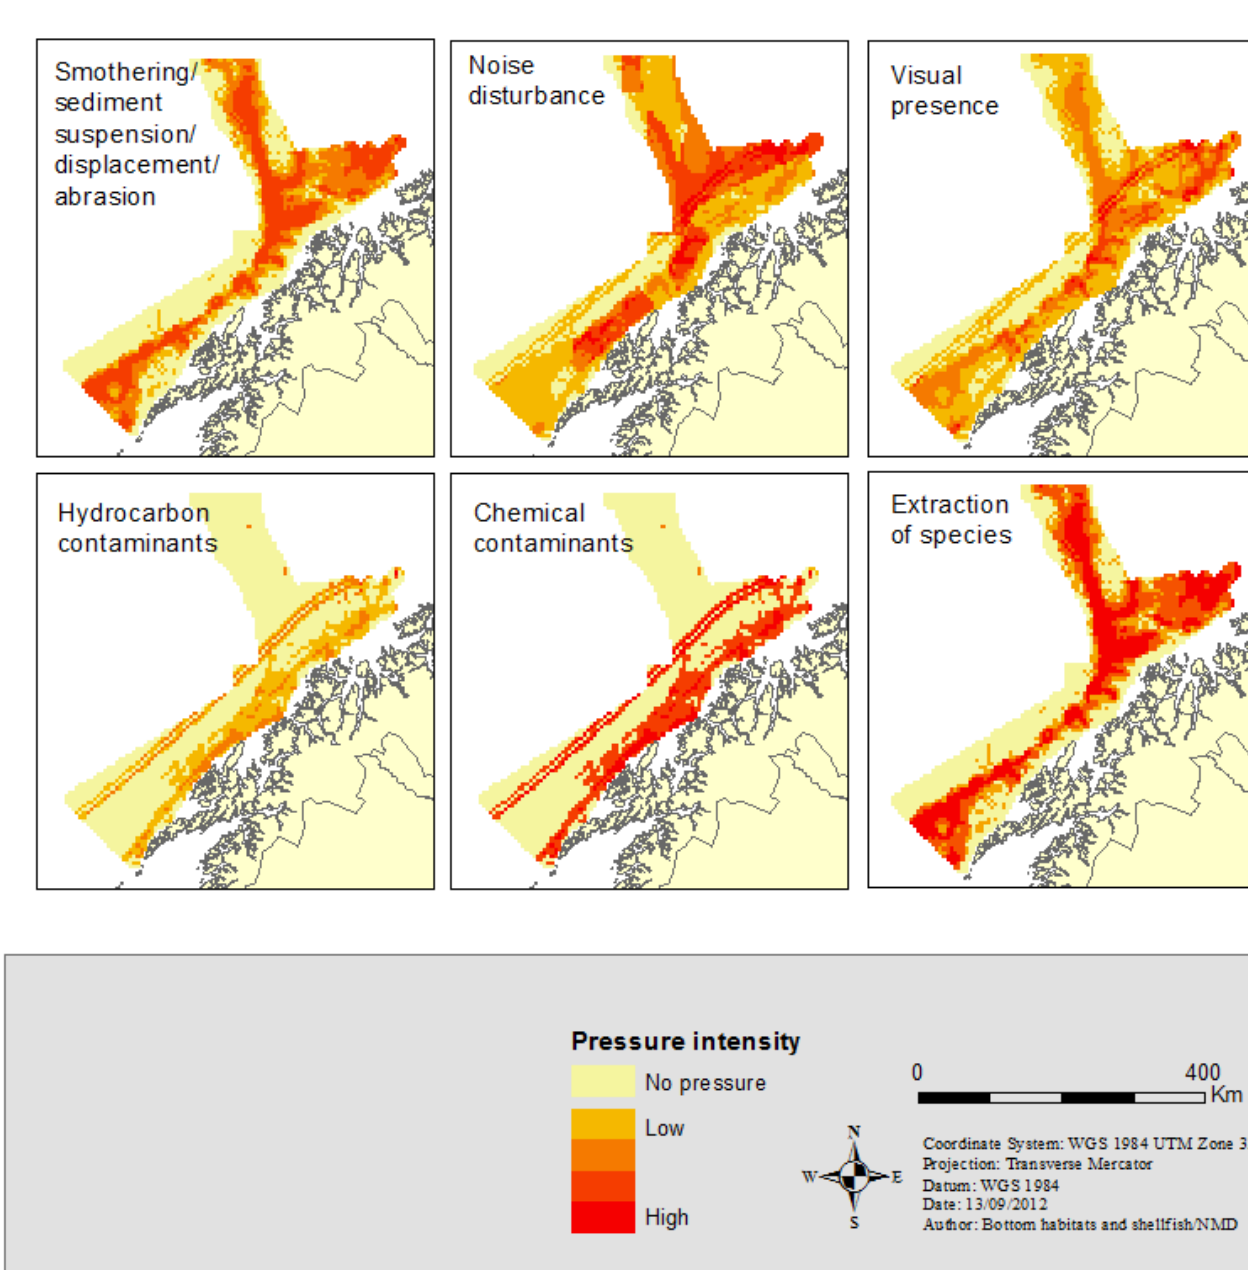 Smothering/
sediment
suspension/
displacement/
abrasion
Noise
disturbance
Visual
presence
Hydrocarbon
contaminants
Chemical
contaminants
Extraction
of species
Pressure intensity
No pressure
Low
High
N
W
E
S
0
400
Km
Coordinate System: WGS 1984 UTM Zone 3
Projection: Transverse Mercator
Datum: WGS 1984
Date: 13/09/2012
Author: Bottom habitats and shellfish/NMD